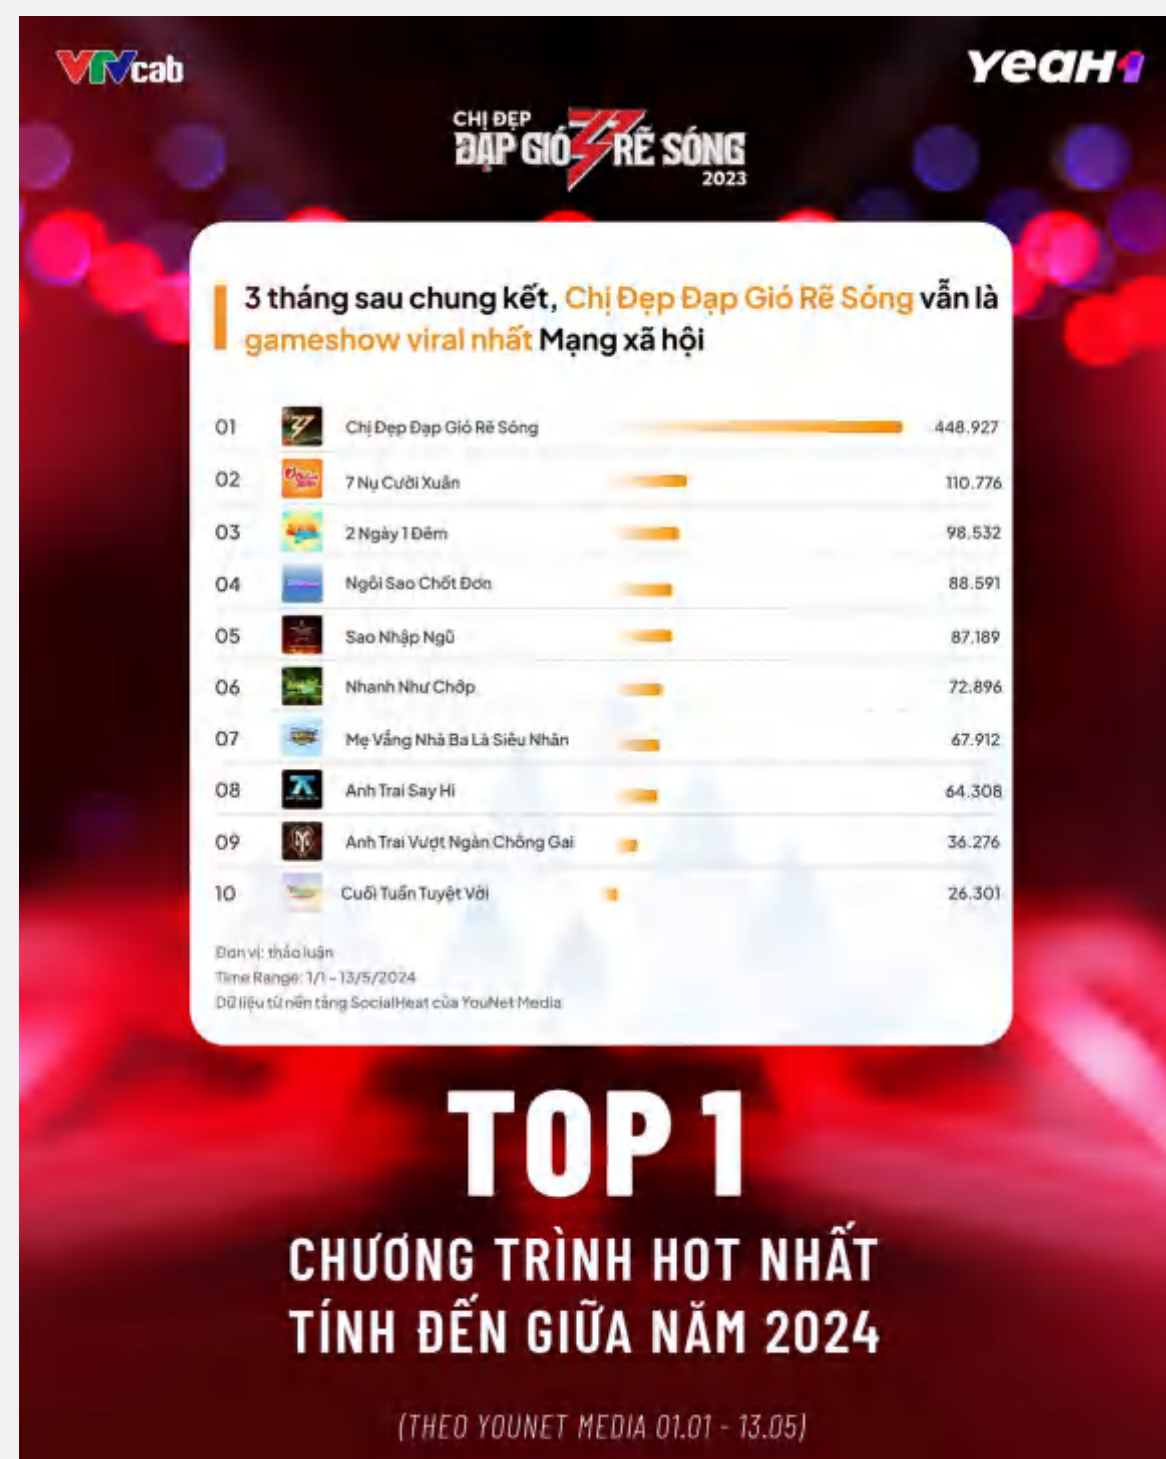 VTVcab
YEAH1
CHỊ ĐẸP
ĐẠP GIÓ RẼ SÓNG
2023
3 tháng sau chung kết, Chị Đẹp Đạp Gió Rẽ Sóng vẫn là
gameshow viral nhất Mạng xã hội
01 Chị Đẹp Đạp Gió Rẽ Sóng 448.927
02 7 Nụ Cười Xuân 110.776
03 2 Ngày 1 Đêm 98.532
04 Ngôi Sao Chốt Đơn 88.591
05 Sao Nhập Ngũ 87.189
06 Nhanh Như Chớp 72.896
07 Mẹ Vắng Nhà Ba Là Siêu Nhân 67.912
08 Anh Trai Say Hi 64.308
09 Anh Trai Vượt Ngàn Chông Gai 36.276
10 Cuối Tuần Tuyệt Vời 26.301
Đơn vị: thảo luận
Time Range: 1/1 - 13/5/2024
Dữ liệu từ nền tảng SocialHeat của YouNet Media
TOP 1
CHƯƠNG TRÌNH HOT NHẤT
TÍNH ĐẾN GIỮA NĂM 2024
(THEO YOUNET MEDIA 01.01 - 13.05)